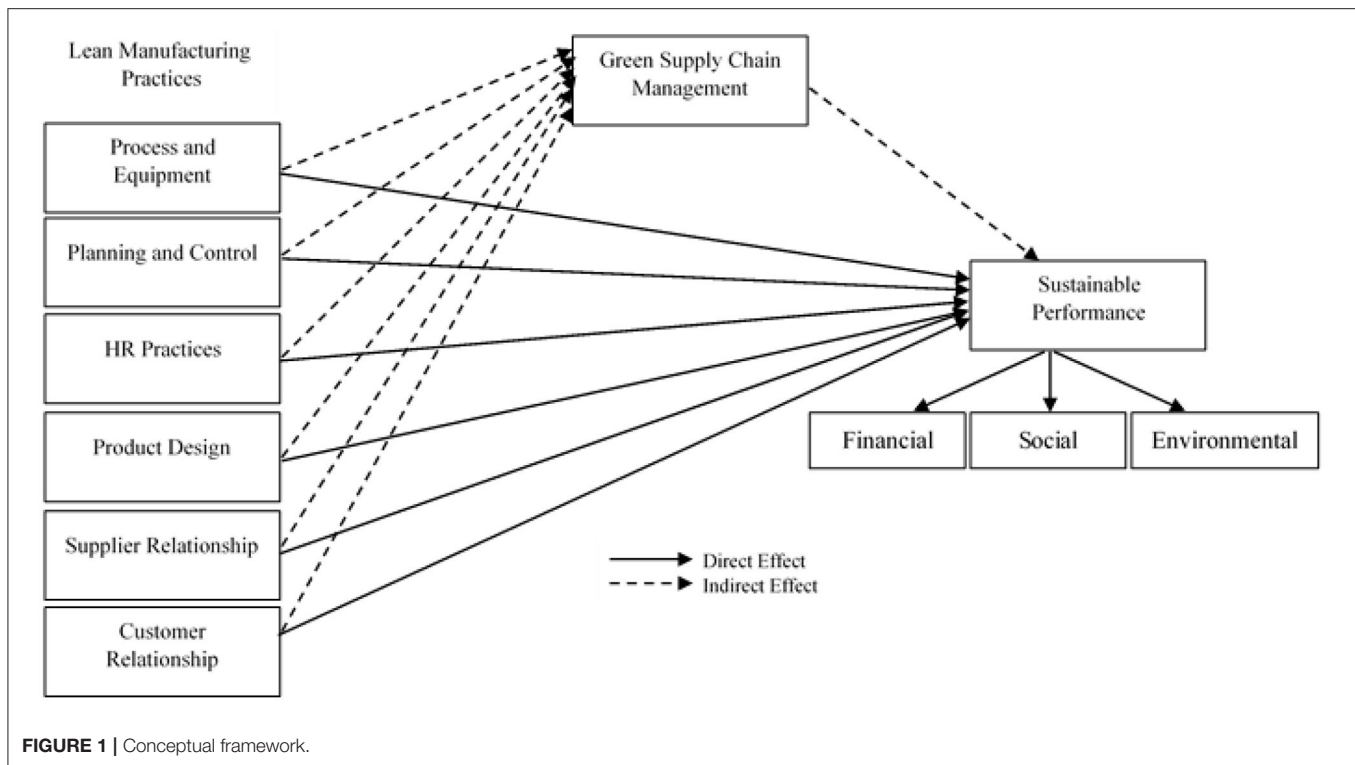 Lean Manufacturing
Practices
Green Supply Chain
Management
Process and
Equipment
Planning and Control
HR Practices
Product Design
Supplier Relationship
Customer
Relationship
Sustainable
Performance
Financial
Social
Environmental
Direct Effect
Indirect Effect
FIGURE 1 | Conceptual framework.